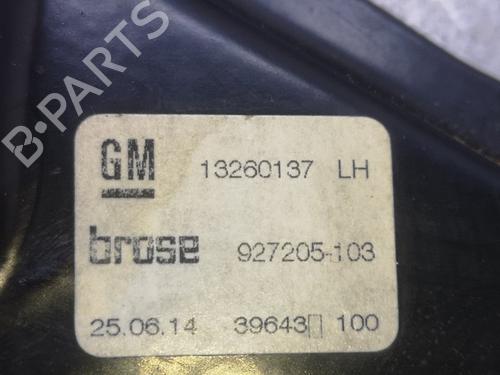 B-PARTS
GM 13260137 LH
brose 927205-103
25.06.14 39643▯ 100